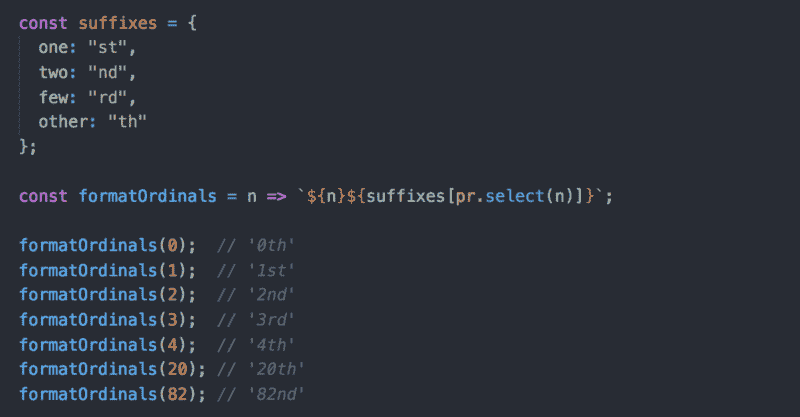 const suffixes = {
  one: "st",
  two: "nd",
  few: "rd",
  other: "th"
};
const formatOrdinals = n => `${n}${suffixes[pr.select(n)]}`;
formatOrdinals(0);  // '0th'
formatOrdinals(1);  // '1st'
formatOrdinals(2);  // '2nd'
formatOrdinals(3);  // '3rd'
formatOrdinals(4);  // '4th'
formatOrdinals(20); // '20th'
formatOrdinals(82); // '82nd'